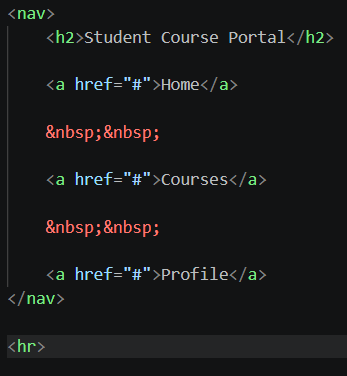 <nav>
<h2>Student Course Portal</h2>
<a href="#">Home</a>
&nbsp;&nbsp;
<a href="#">Courses</a>
&nbsp;&nbsp;
<a href="#">Profile</a>
</nav>
<hr>